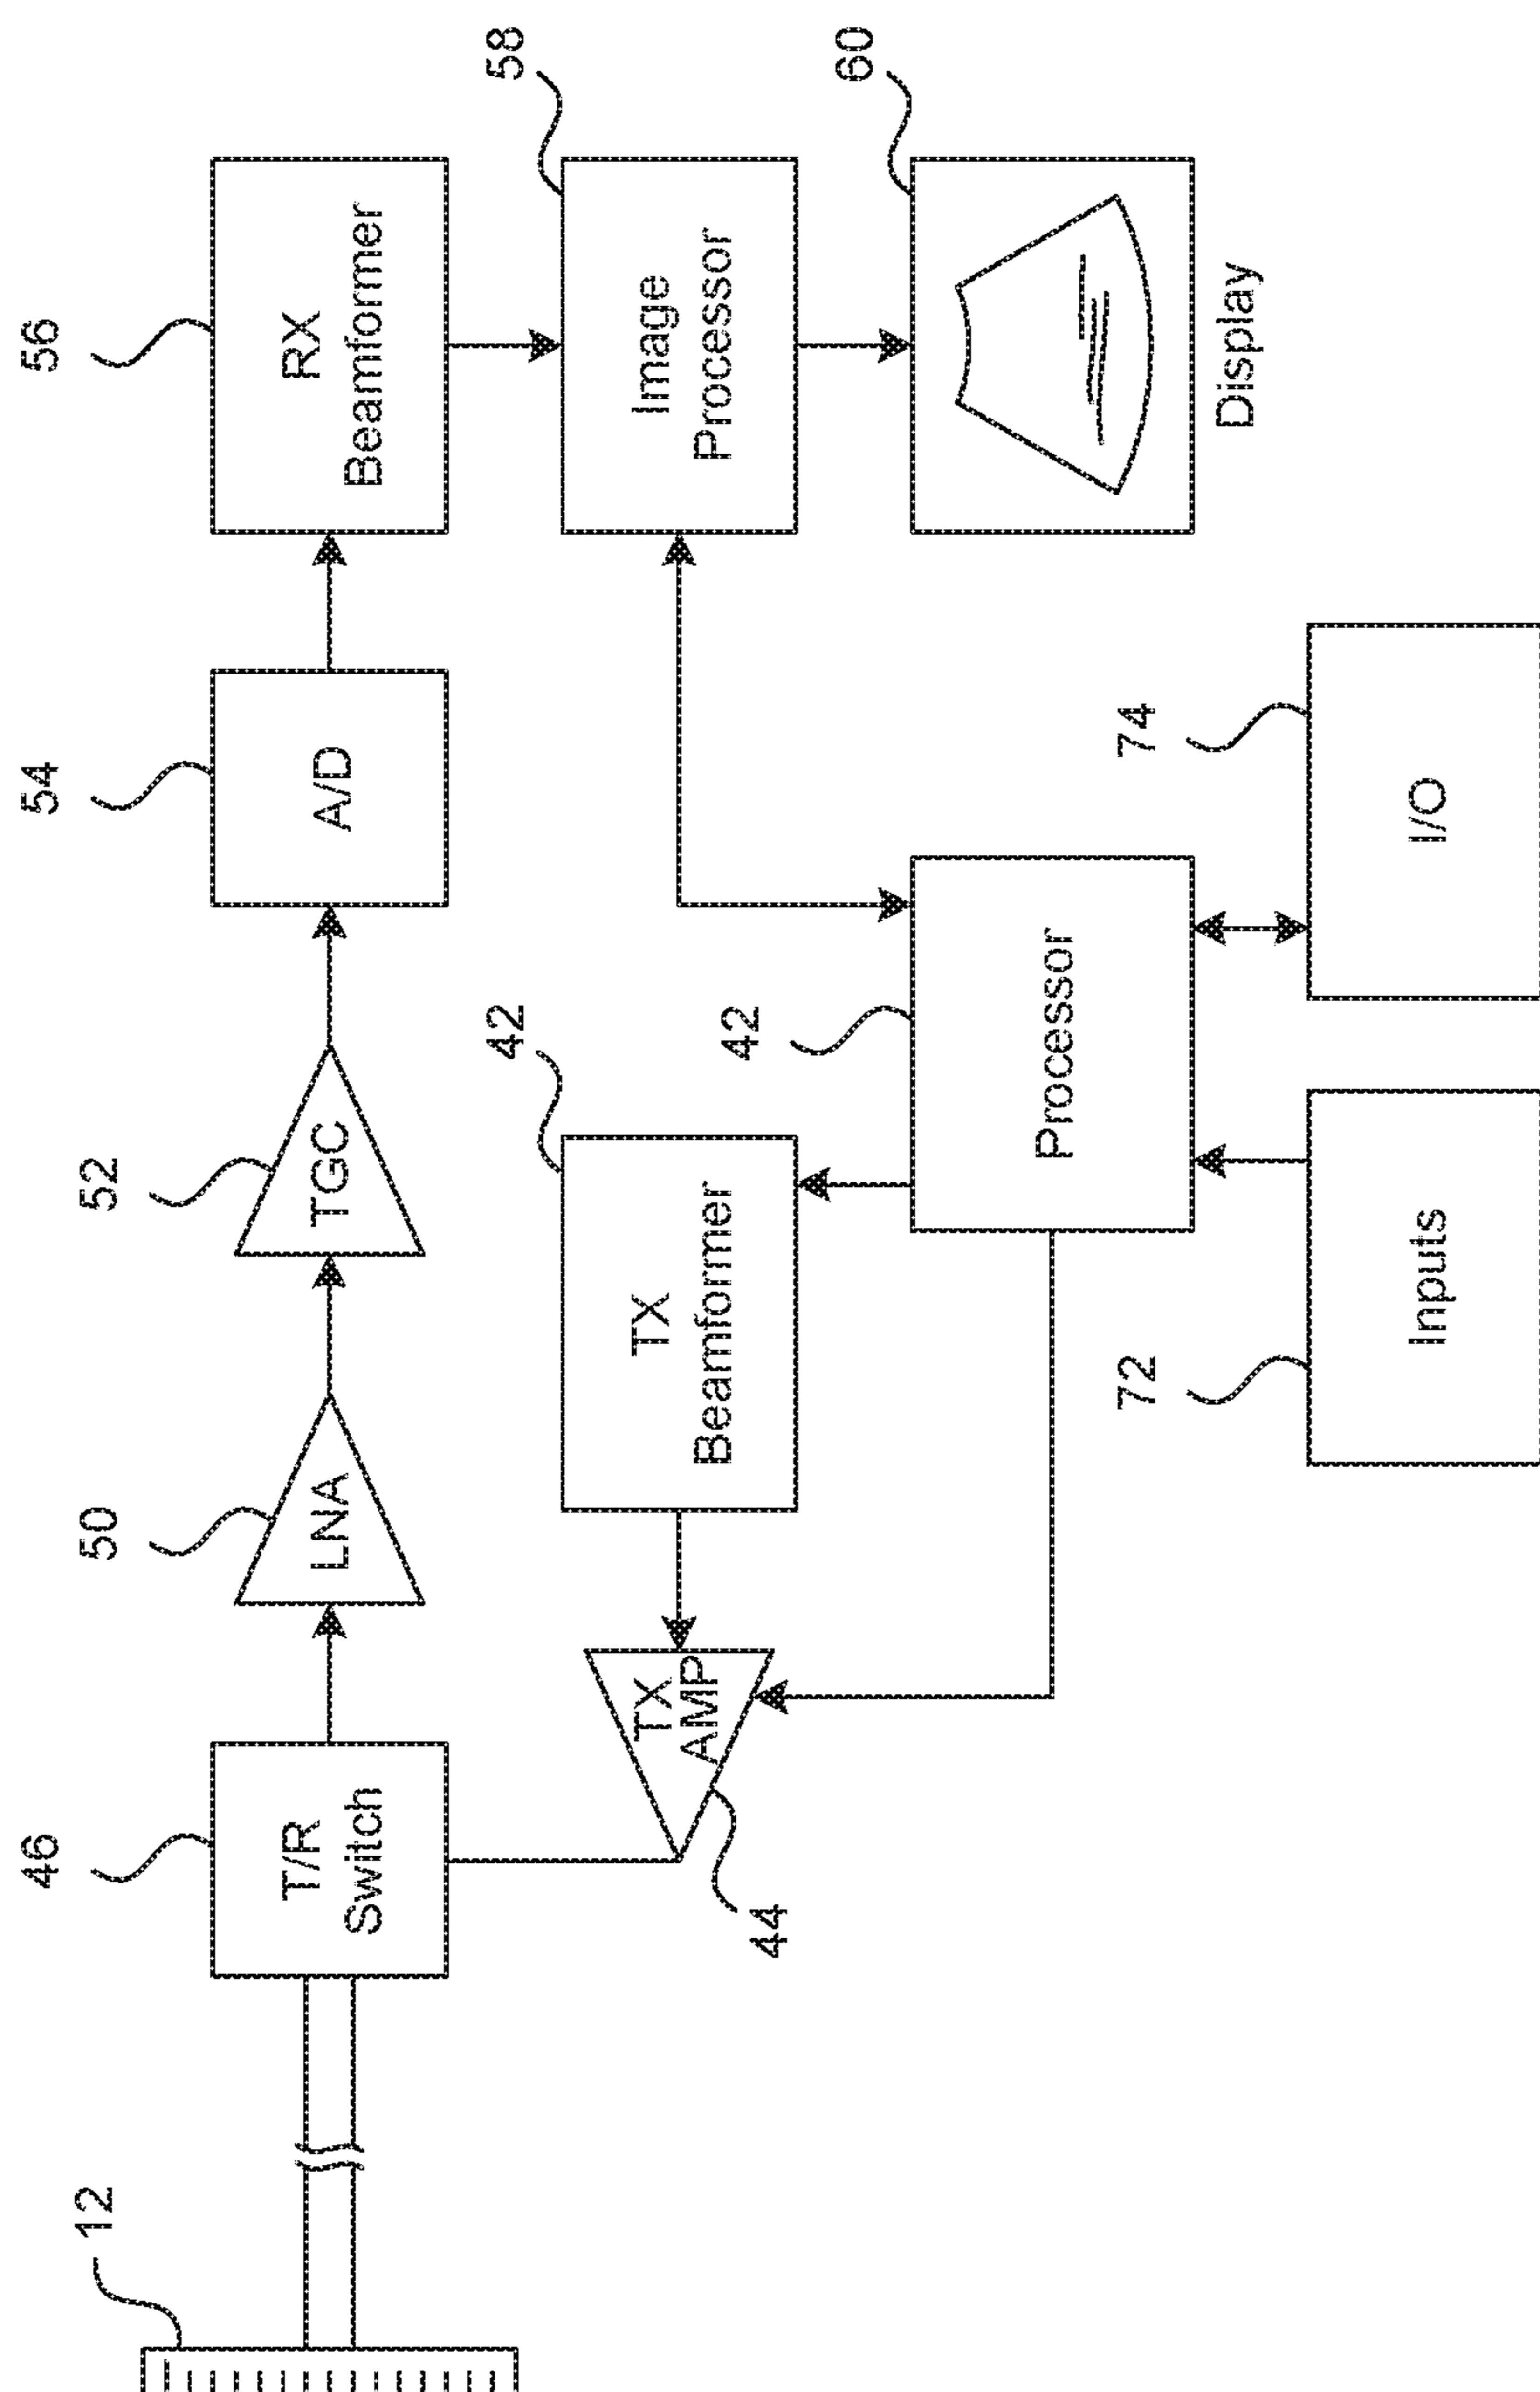 12
46
50
52
54
56
T/R
Switch
LNA
TGC
A/D
RX
Beamformer
44
42
58
TX
AMP
TX
Beamformer
Image
Processor
42
60
Processor
Display
72
74
Inputs
I/O